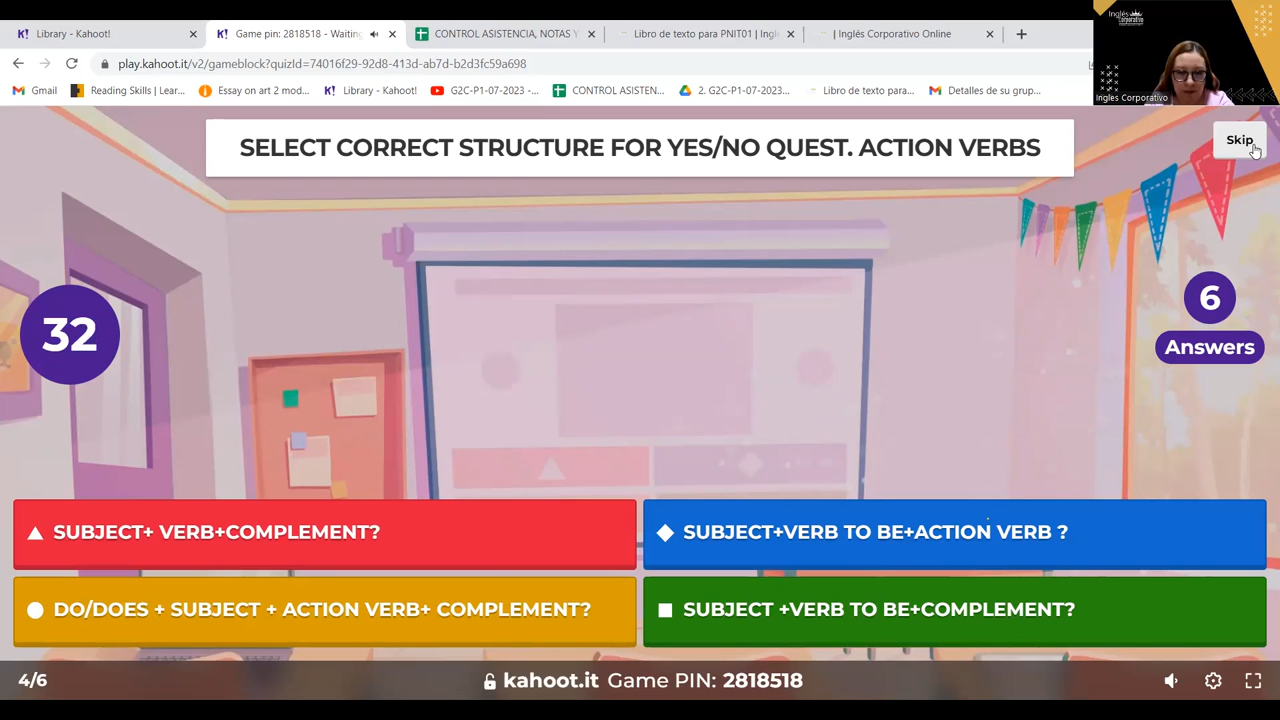 Library - Kahoot!
Game pin: 2818518 - Waiting
CONTROL ASISTENCIA, NOTAS Y
Libro de texto para PNIT01 | Ingl
| Inglés Corporativo Online
play.kahoot.it/v2/gameblock?quizId=74016f29-92d8-413d-ab7d-b2d3fc59a698
Gmail
Reading Skills | Lear...
Essay on art 2 mod...
Library - Kahoot!
G2C-P1-07-2023 -...
CONTROL ASISTEN...
2. G2C-P1-07-2023...
Libro de texto para...
Detalles de su grup...
Inglés
Corporativo
Ingles Corporativo
SELECT CORRECT STRUCTURE FOR YES/NO QUEST. ACTION VERBS
Skip
32
6
Answers
SUBJECT+ VERB+COMPLEMENT?
SUBJECT+VERB TO BE+ACTION VERB ?
DO/DOES + SUBJECT + ACTION VERB+ COMPLEMENT?
SUBJECT +VERB TO BE+COMPLEMENT?
4/6
kahoot.it Game PIN: 2818518